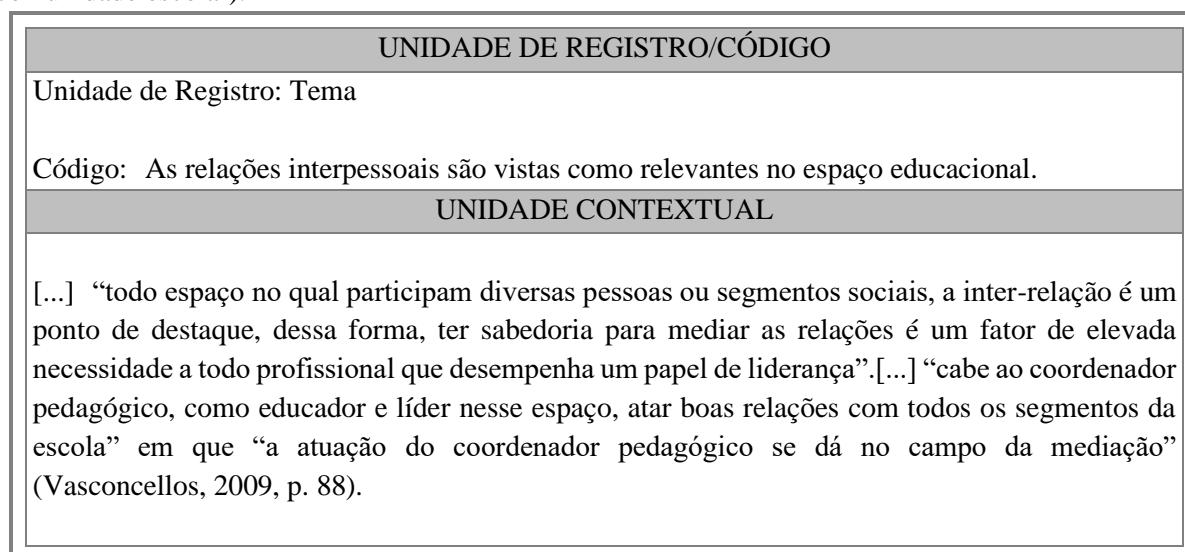 UNIDADE DE REGISTRO/CÓDIGO
Unidade de Registro: Tema
Código: As relações interpessoais são vistas como relevantes no espaço educacional.
UNIDADE CONTEXTUAL
[...] “todo espaço no qual participam diversas pessoas ou segmentos sociais, a inter-relação é um
ponto de destaque, dessa forma, ter sabedoria para mediar as relações é um fator de elevada
necessidade a todo profissional que desempenha um papel de liderança”.[...] “cabe ao coordenador
pedagógico, como educador e líder nesse espaço, atar boas relações com todos os segmentos da
escola” em que “a atuação do coordenador pedagógico se dá no campo da mediação”
(Vasconcellos, 2009, p. 88).